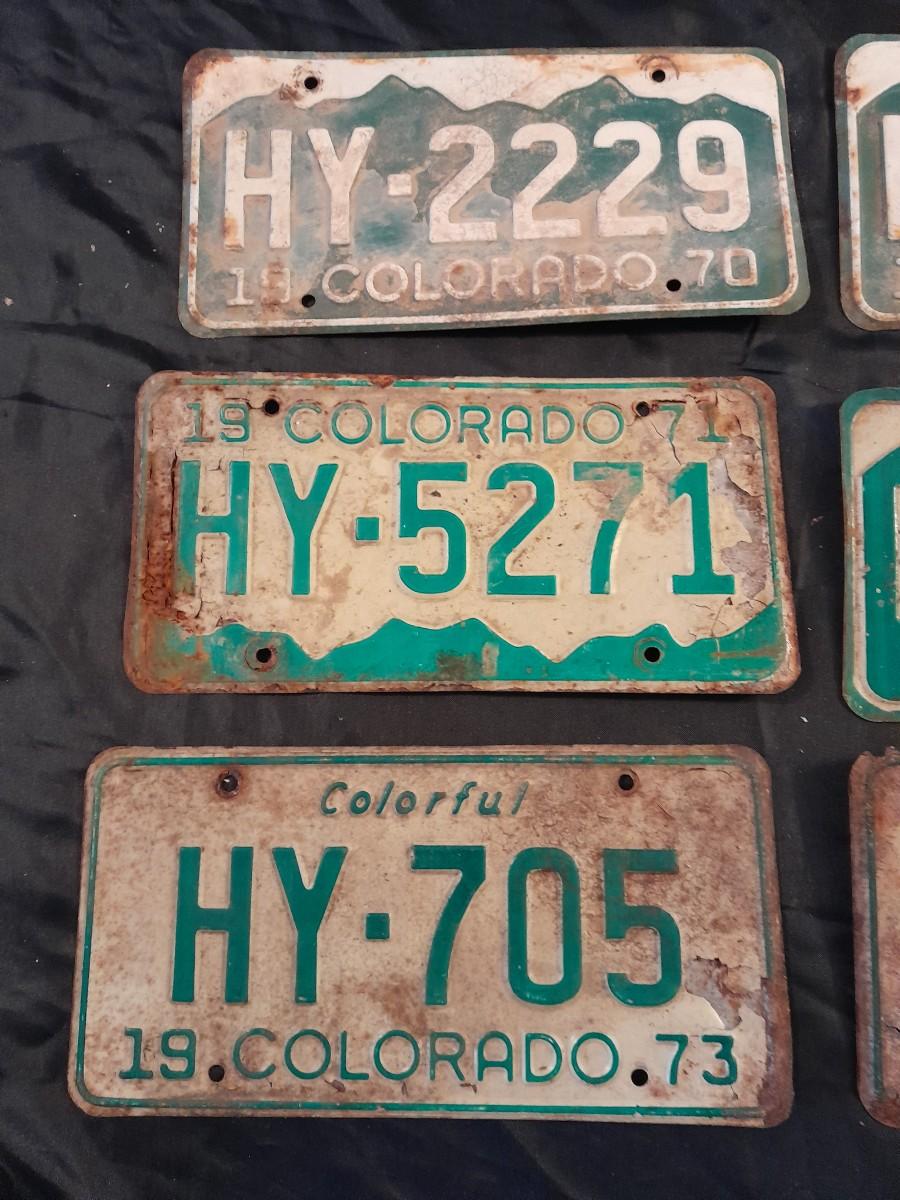 HY·2229
19 COLORADO 70
19 COLORADO 71
HY·5271
Colorful
HY·705
19 COLORADO 73